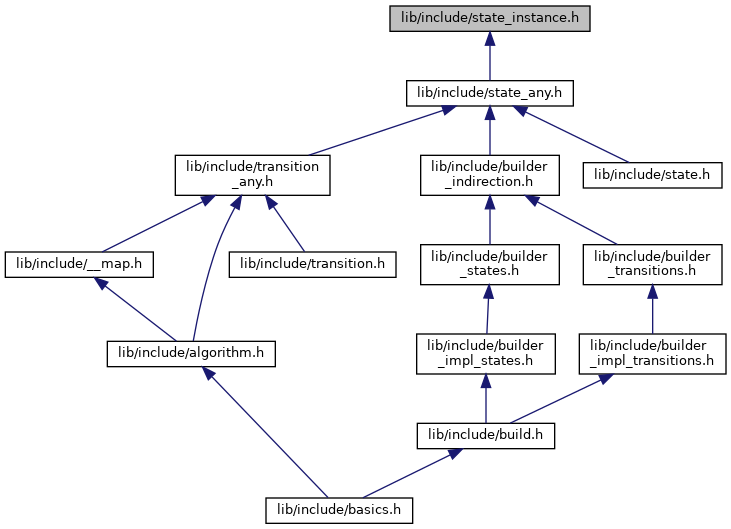 lib/include/state_instance.h
lib/include/state_any.h
lib/include/transition
_any.h
lib/include/builder
_indirection.h
lib/include/state.h
lib/include/__map.h
lib/include/transition.h
lib/include/builder
_states.h
lib/include/builder
_transitions.h
lib/include/algorithm.h
lib/include/builder
_impl_states.h
lib/include/builder
_impl_transitions.h
lib/include/build.h
lib/include/basics.h